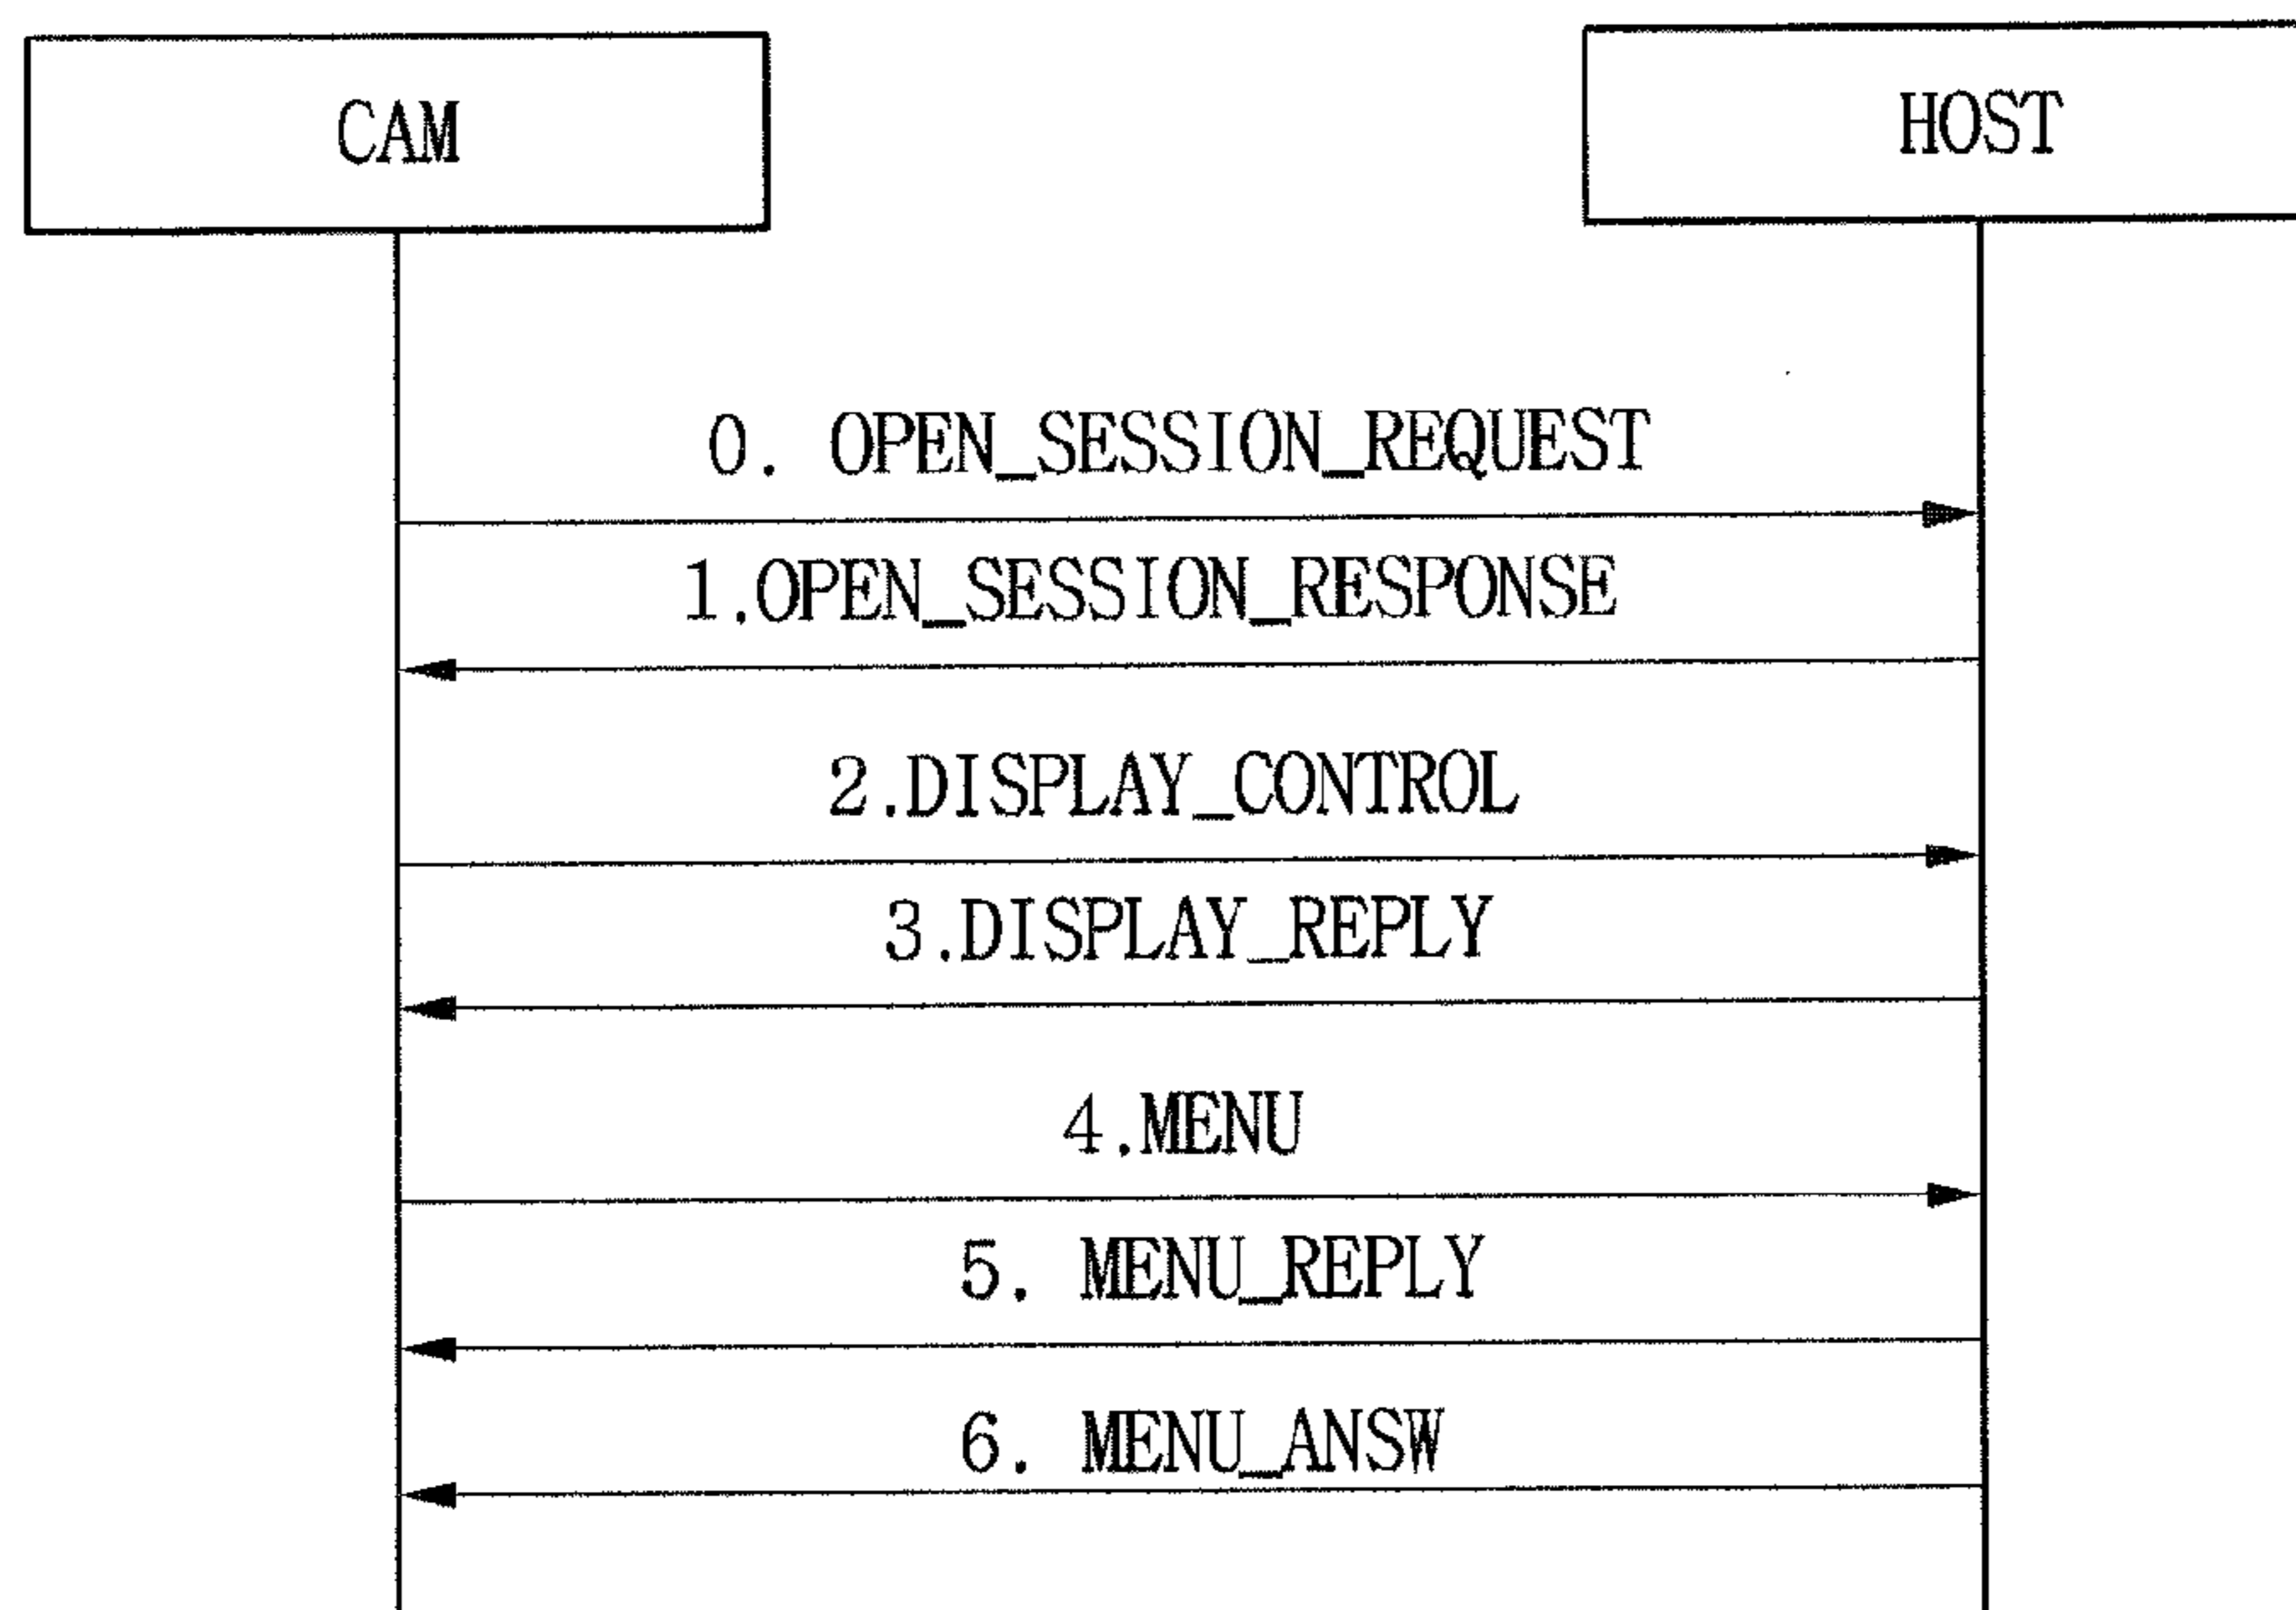 CAM
HOST
0. OPEN_SESSION_REQUEST
1.OPEN_SESSION_RESPONSE
2.DISPLAY_CONTROL
3.DISPLAY_REPLY
4.MENU
5. MENU_REPLY
6. MENU_ANSW